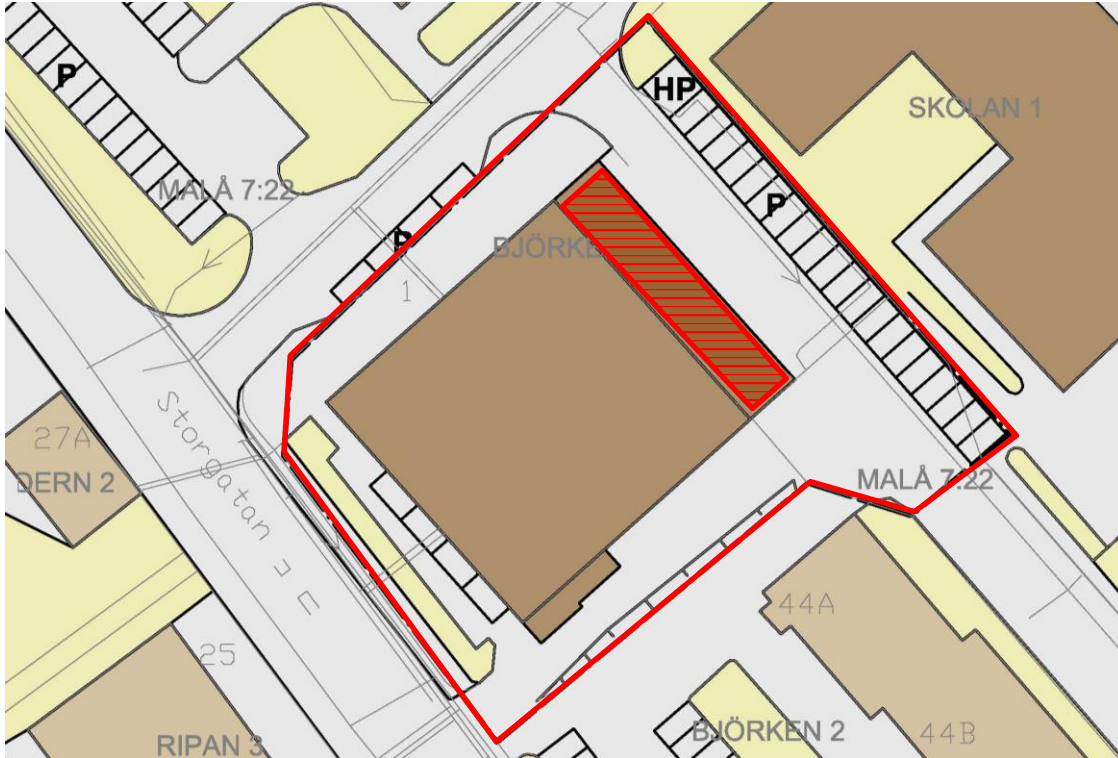 P
HP
SKOLAN 1
MALÅ 7:22
P
P
BJÖRKE
1
Storgatan
27A
DERN 2
MALÅ 7:22
44A
25
RIPAN 3
BJÖRKEN 2
44B